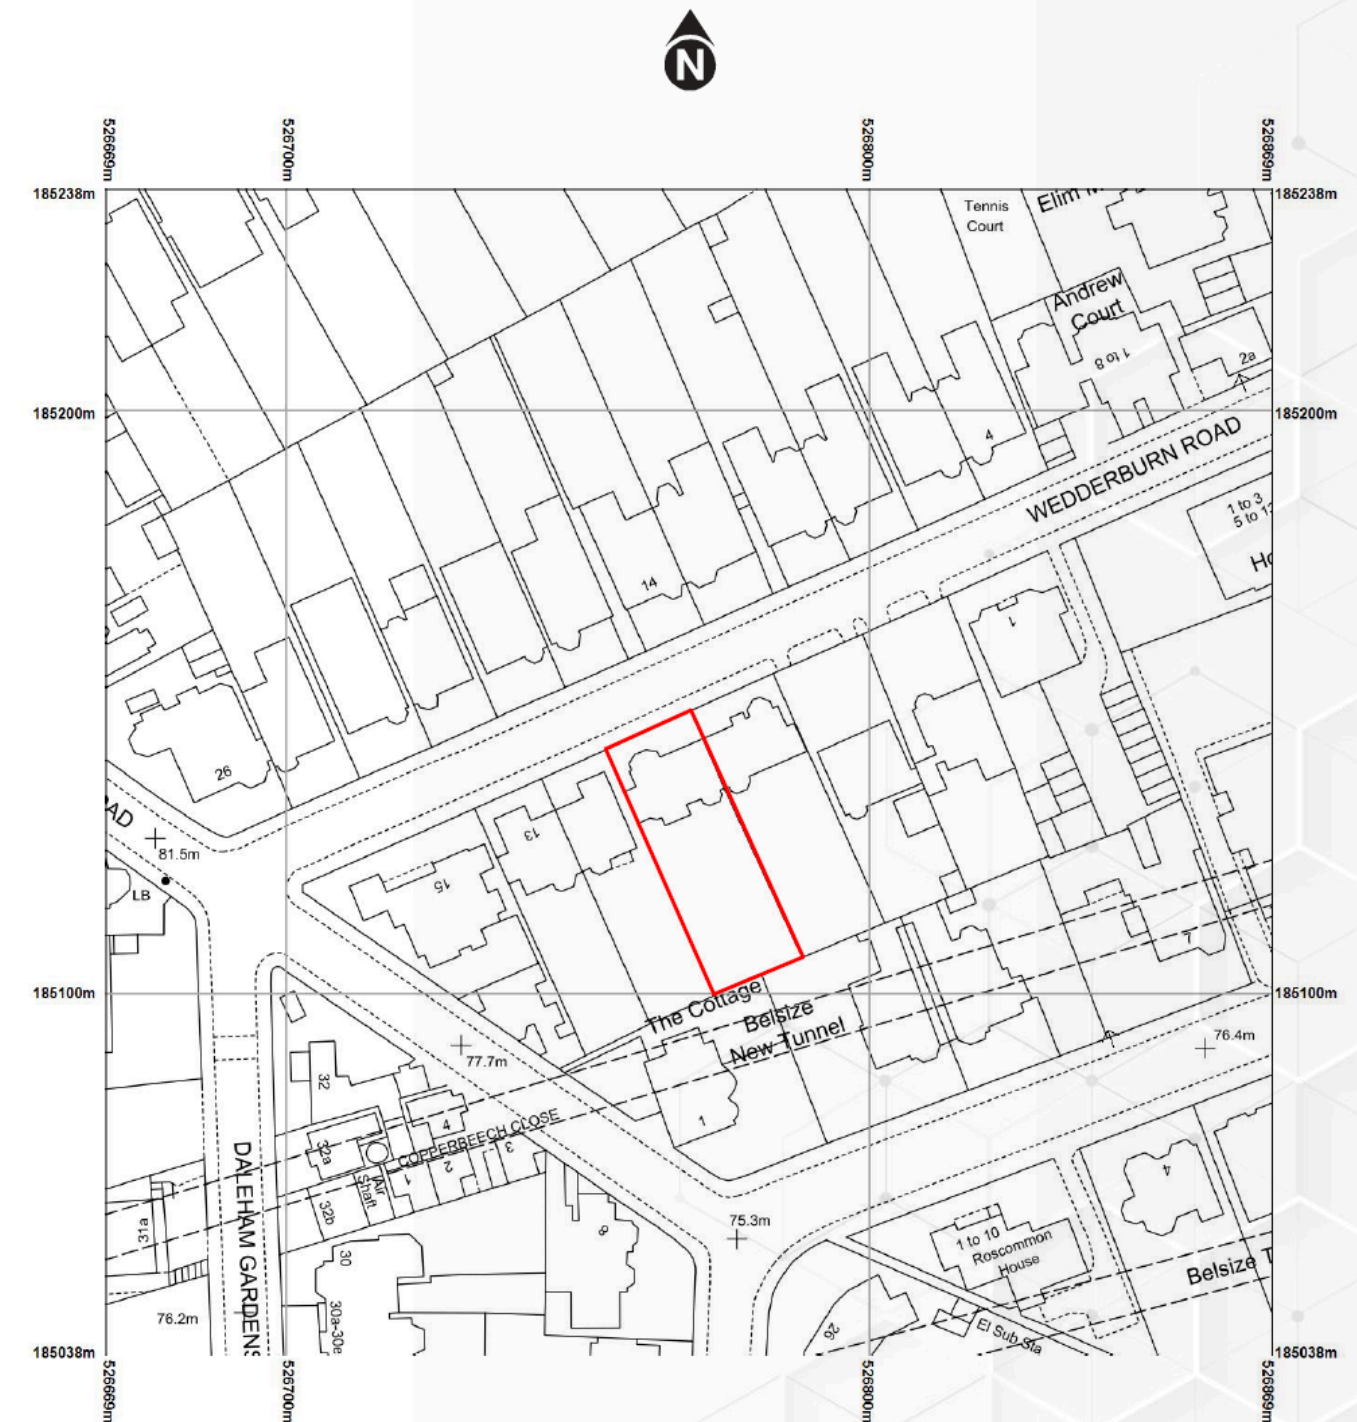 N
526669m
526700m
526800m
526869m
185238m
185238m
Tennis
Court
Elim
Andrew
Court
1 to 8
2a
185200m
185200m
4
WEDDERBURN ROAD
1 to 3
14
1
26
81.5m
LB
13
15
7
185100m
185100m
The Cottage
Belsize
New Tunnel
77.7m
76.4m
32
4
COPPERBEECH CLOSE
1
32a
3
2
1
Air
Shaft
32b
4
31a
DALEHAM GARDENS
8
75.3m
30
1 to 10
Roscommon
House
Belsize T
76.2m
30a-30e
26
El Sub Sta
185038m
185038m
526669m
526700m
526800m
526869m